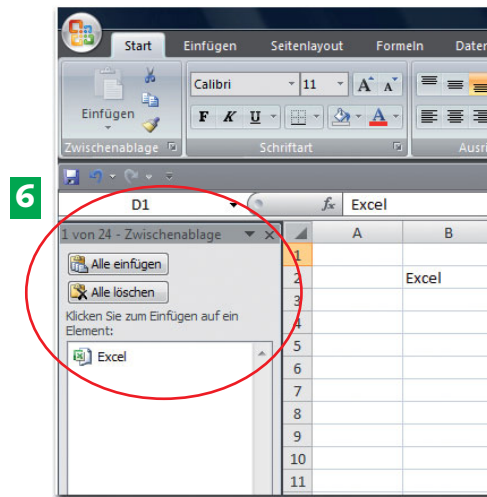 Start Einfügen Seitenlayout Formeln
Calibri 11 A A
Einfügen F K U A
Zwischenablage Schriftart
6
D1 fx Excel
1 von 24 - Zwischenablage A B
Alle einfügen 1
2 Excel
Alle löschen 3
Klicken Sie zum Einfügen auf ein
Element: 4
Excel 5
6
7
8
9
10
11